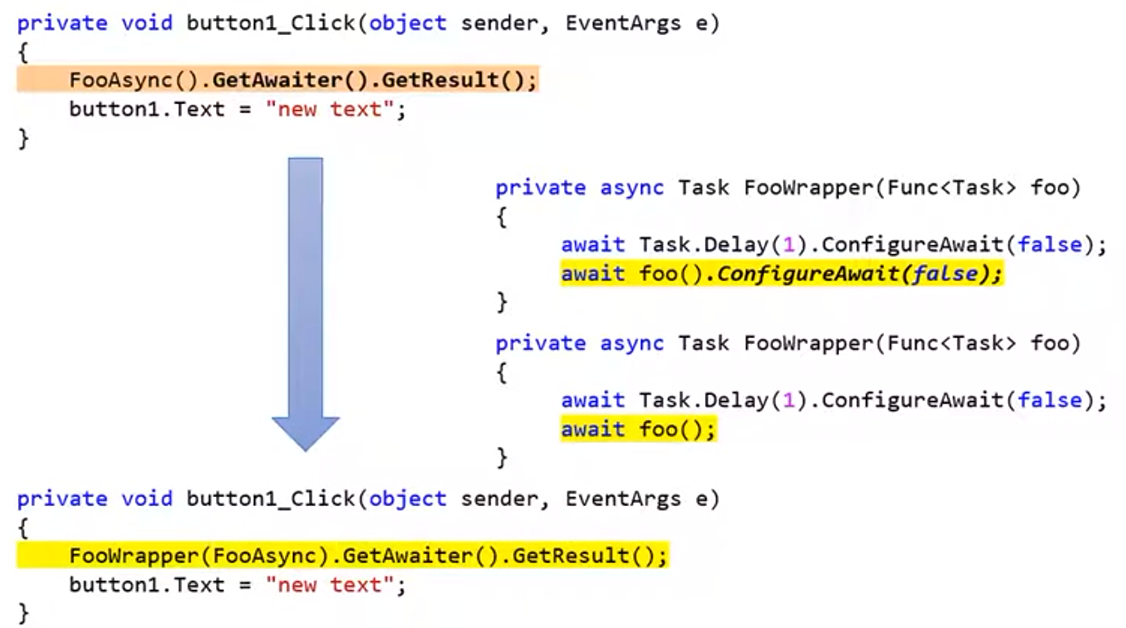 private void button1_Click(object sender, EventArgs e)
{
FooAsync().GetAwaiter().GetResult();
button1.Text = "new text";
}
private async Task FooWrapper(Func<Task> foo)
{
await Task.Delay(1).ConfigureAwait(false);
await foo().ConfigureAwait(false);
}
private async Task FooWrapper(Func<Task> foo)
{
await Task.Delay(1).ConfigureAwait(false);
await foo();
}
private void button1_Click(object sender, EventArgs e)
{
FooWrapper(FooAsync).GetAwaiter().GetResult();
button1.Text = "new text";
}